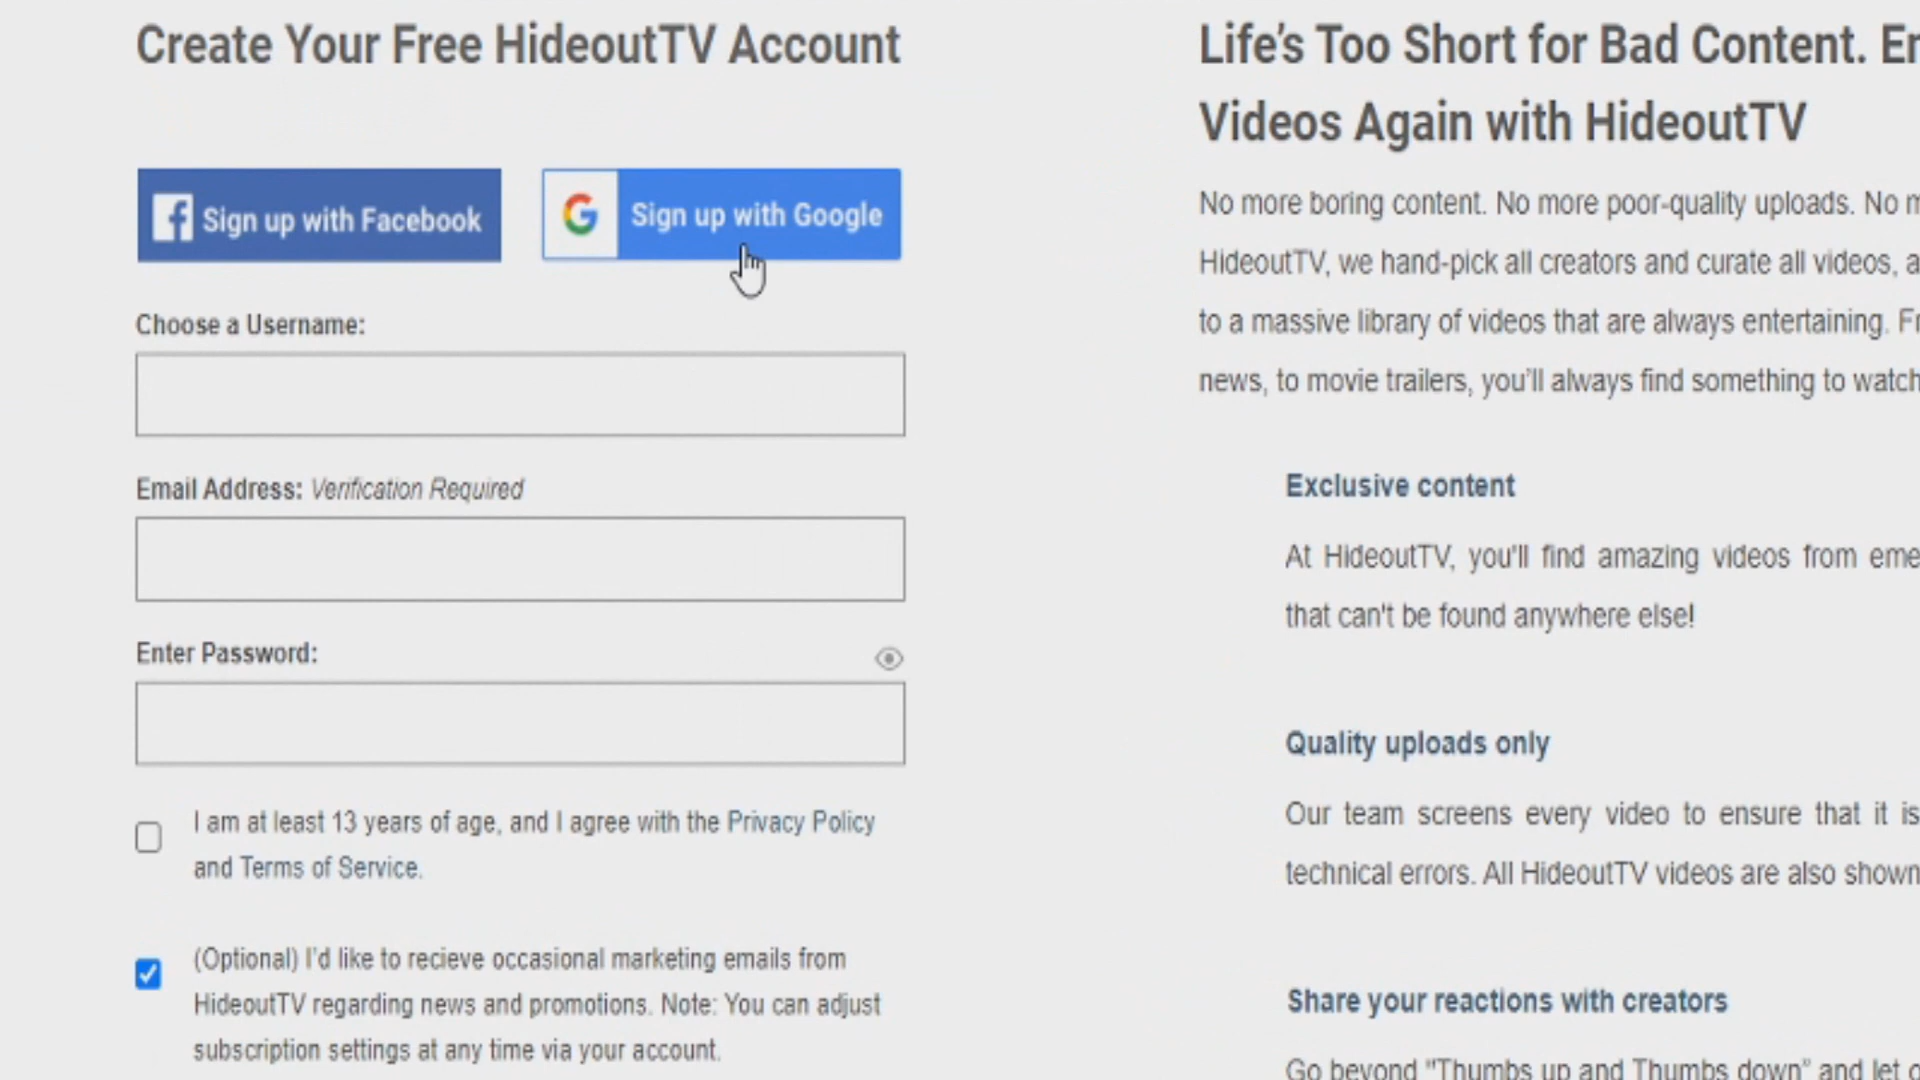 Create Your Free HideoutTV Account
Sign up with Facebook
Sign up with Google
Choose a Username:
Email Address: Verification Required
Enter Password:
I am at least 13 years of age, and I agree with the Privacy Policy
and Terms of Service.
(Optional) I'd like to recieve occasional marketing emails from
HideoutTV regarding news and promotions. Note: You can adjust
subscription settings at any time via your account.
Life's Too Short for Bad Content.
Videos Again with HideoutTV
No more boring content. No more poor-quality uploads. No
HideoutTV, we hand-pick all creators and curate all videos,
to a massive library of videos that are always entertaining.
news, to movie trailers, you'll always find something to watch
Exclusive content
At HideoutTV, you'll find amazing videos from
that can't be found anywhere else!
Quality uploads only
Our team screens every video to ensure that it is
technical errors. All HideoutTV videos are also shown
Share your reactions with creators
Go beyond "Thumbs up and Thumbs down" and let